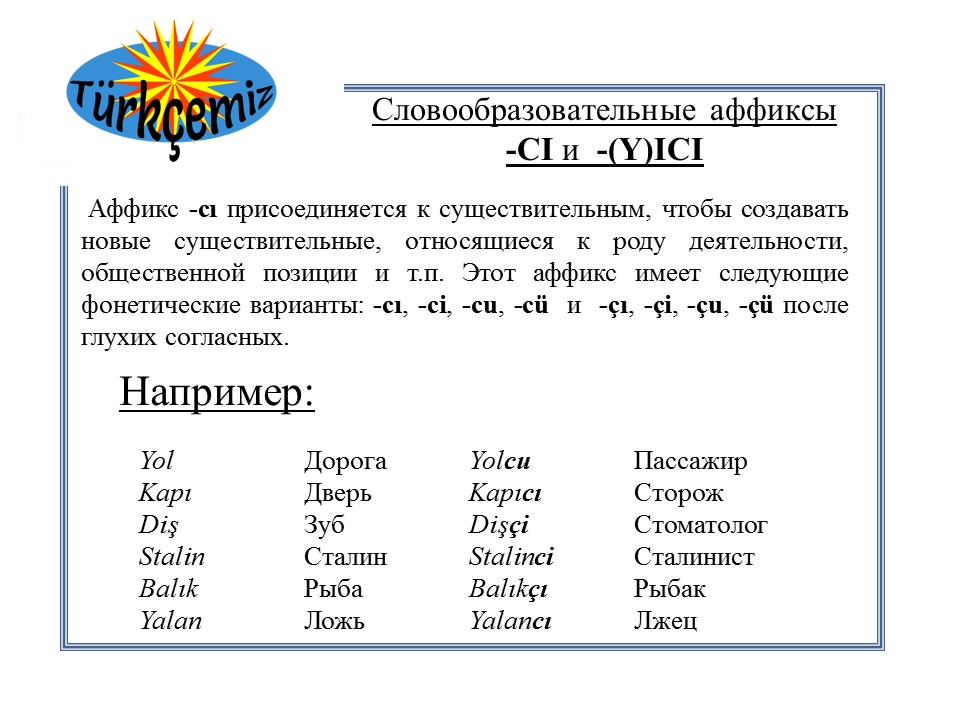 Türkçemiz
Словообразовательные аффиксы
-CI и -(Y)ICI
Аффикс -cı присоединяется к существительным, чтобы создавать
новые существительные, относящиеся к роду деятельности,
общественной позиции и т.п. Этот аффикс имеет следующие
фонетические варианты: -cı, -ci, -cu, -cü и -çı, -çi, -çu, -çü после
глухих согласных.
Например:
Yol Дорога Yolcu Пассажир
Kapı Дверь Kapıcı Сторож
Diş Зуб Dişçi Стоматолог
Stalin Сталин Stalinci Сталинист
Balık Рыба Balıkçı Рыбак
Yalan Ложь Yalancı Лжец